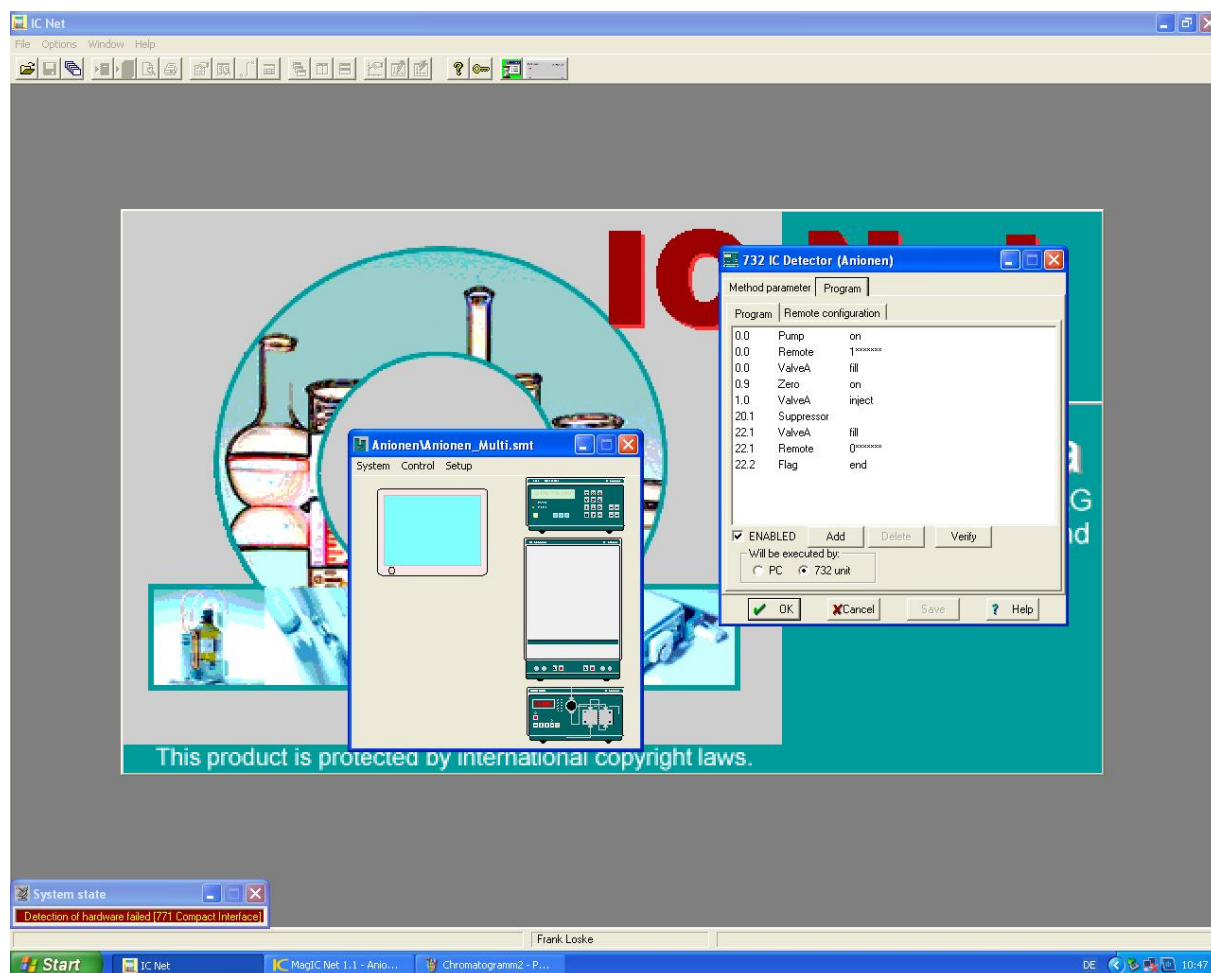 IC Net
File Options Window Help
732 IC Detector (Anionen)
Method parameter Program
Program Remote configuration
0.0 Pump on
0.0 Remote 1*******
0.0 ValveA fill
0.9 Zero on
1.0 ValveA inject
20.1 Suppressor
22.1 ValveA fill
22.1 Remote 0*******
22.2 Flag end
ENABLED Add Delete Verify
Will be executed by:
PC 732 unit
OK Cancel Save Help
Anionen\Anionen_Multi.smt
System Control Setup
This product is protected by international copyright laws.
System state
Detection of hardware failed [771 Compact Interface]
Frank Loske
Start IC Net MagIC Net 1.1 - Anio... Chromatogramm2 - P... DE 10:47